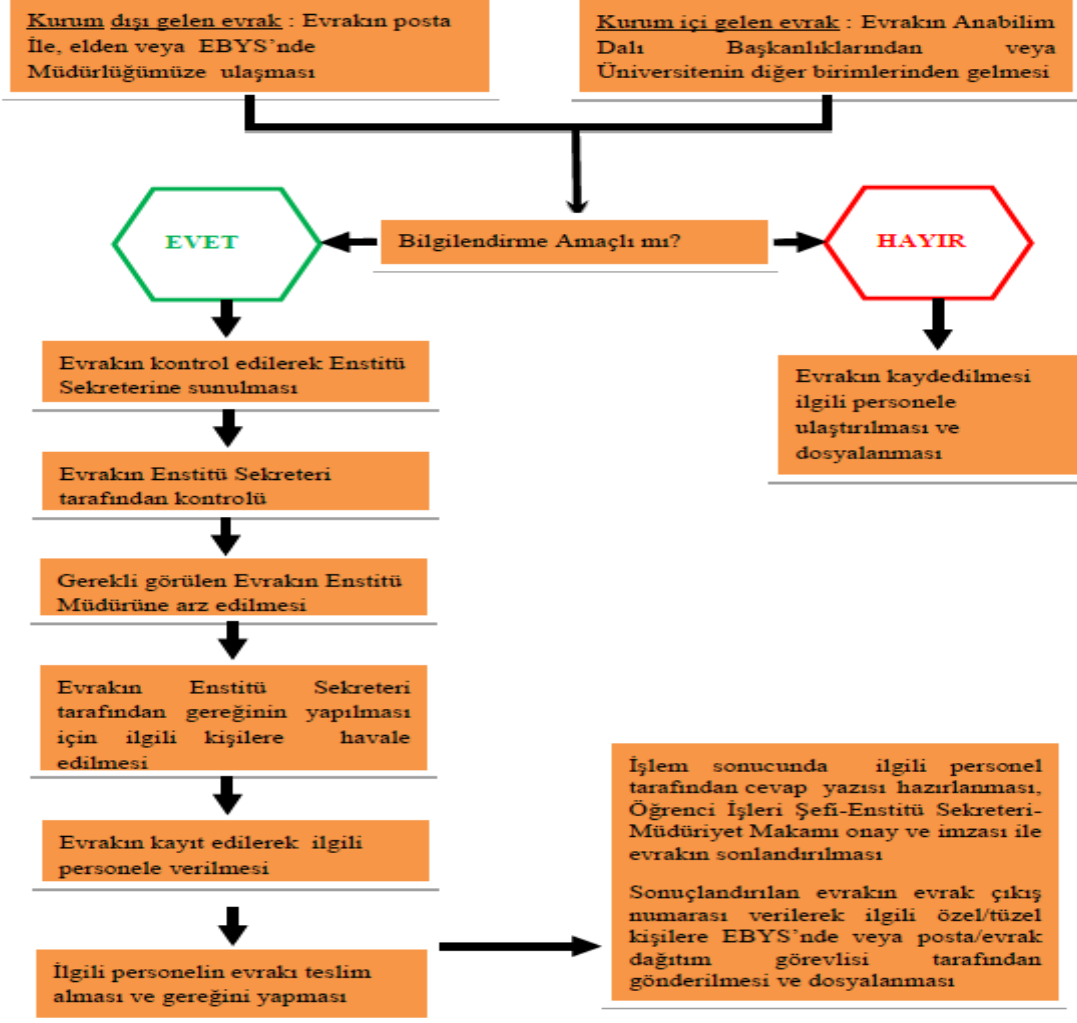 Kurum dışı gelen evrak : Evrakın posta
İle, elden veya EBYS’nde
Müdürlüğümüze ulaşması
Kurum içi gelen evrak : Evrakın Anabilim
Dalı Başkanlıklarından veya
Üniversitenin diğer birimlerinden gelmesi
EVET
Bilgilendirme Amaçlı mı?
HAYIR
Evrakın kontrol edilerek Enstitü
Sekreterine sunulması
Evrakın kaydedilmesi
ilgili personele
ulaştırılması ve
dosyalanması
Evrakın Enstitü Sekreteri
tarafından kontrolü
Gerekli görülen Evrakın Enstitü
Müdürüne arz edilmesi
Evrakın Enstitü Sekreteri
tarafından gereğinin yapılması
için ilgili kişilere havale
edilmesi
Evrakın kayıt edilerek ilgili
personele verilmesi
İlgili personelin evrakı teslim
alması ve gereğini yapması
İşlem sonucunda ilgili personel
tarafından cevap yazısı hazırlanması,
Öğrenci İşleri Şefi-Enstitü Sekreteri-
Müdüriyet Makamı onay ve imzası ile
evrakın sonlandırılması
Sonuçlandırılan evrakın evrak çıkış
numarası verilerek ilgili özel/tüzel
kişilere EBYS’nde veya posta/evrak
dağıtım görevlisi tarafından
gönderilmesi ve dosyalanması